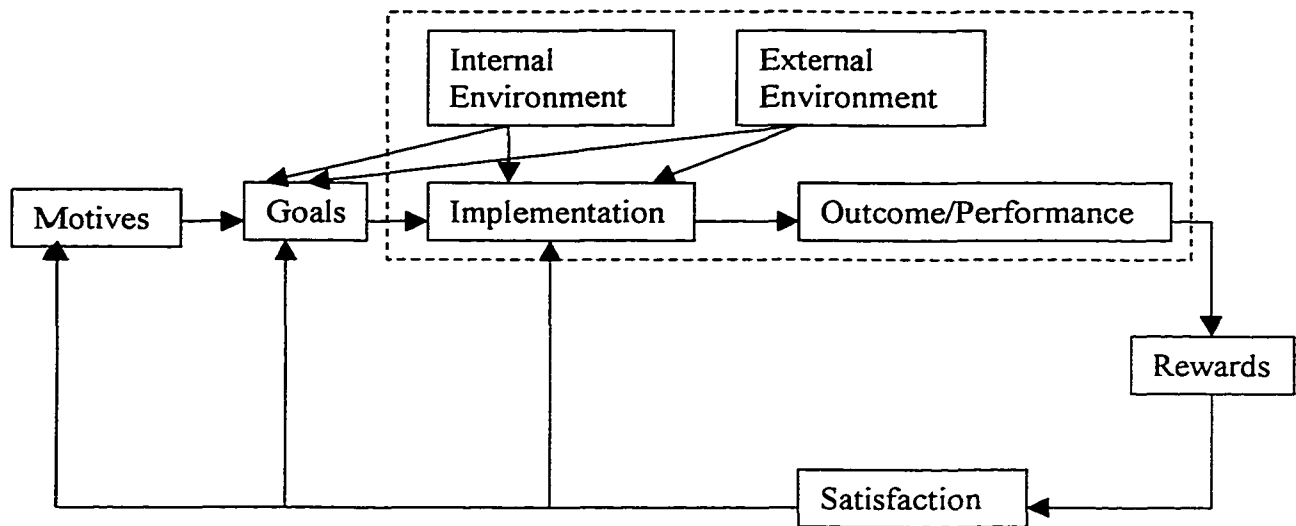 Internal
Environment
External
Environment
Motives
Goals
Implementation
Outcome/Performance
Rewards
Satisfaction